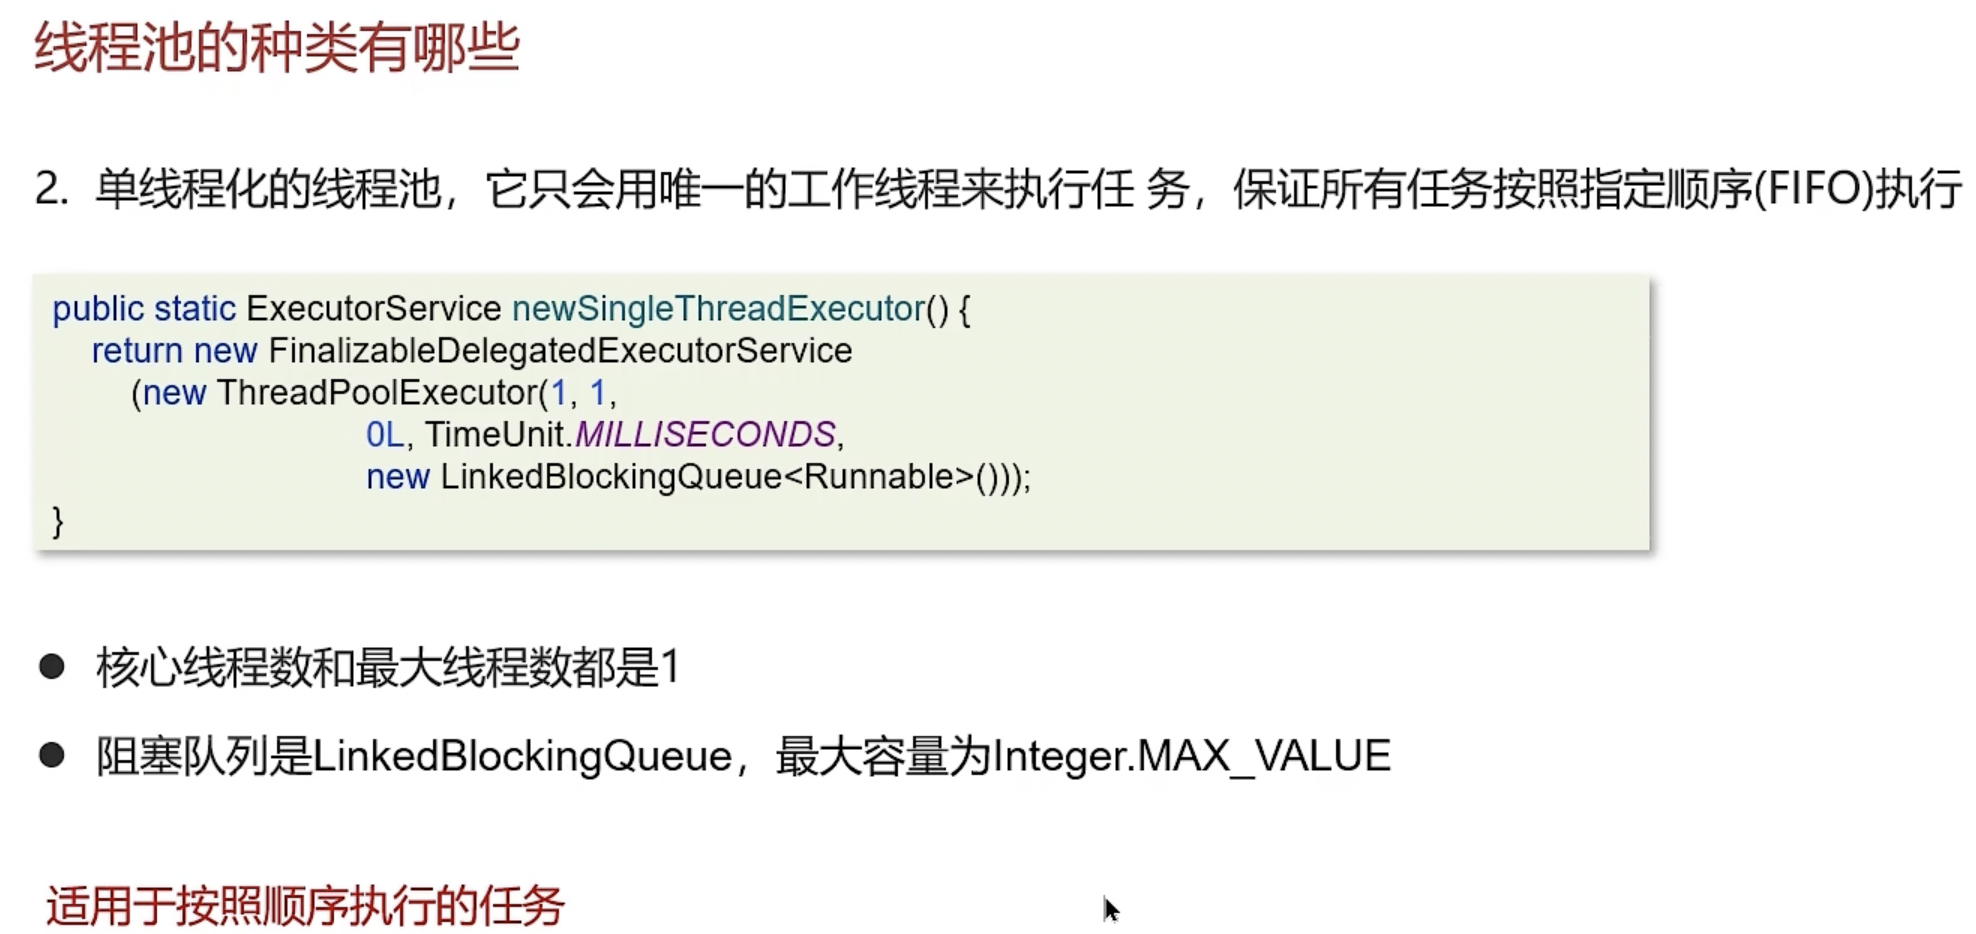 线程池的种类有哪些
2. 单线程化的线程池，它只会用唯一的工作线程来执行任 务，保证所有任务按照指定顺序(FIFO)执行
public static ExecutorService newSingleThreadExecutor() {
return new FinalizableDelegatedExecutorService
(new ThreadPoolExecutor(1, 1,
0L, TimeUnit.MILLISECONDS,
new LinkedBlockingQueue<Runnable>()));
}
● 核心线程数和最大线程数都是1
● 阻塞队列是LinkedBlockingQueue，最大容量为Integer.MAX_VALUE
适用于按照顺序执行的任务